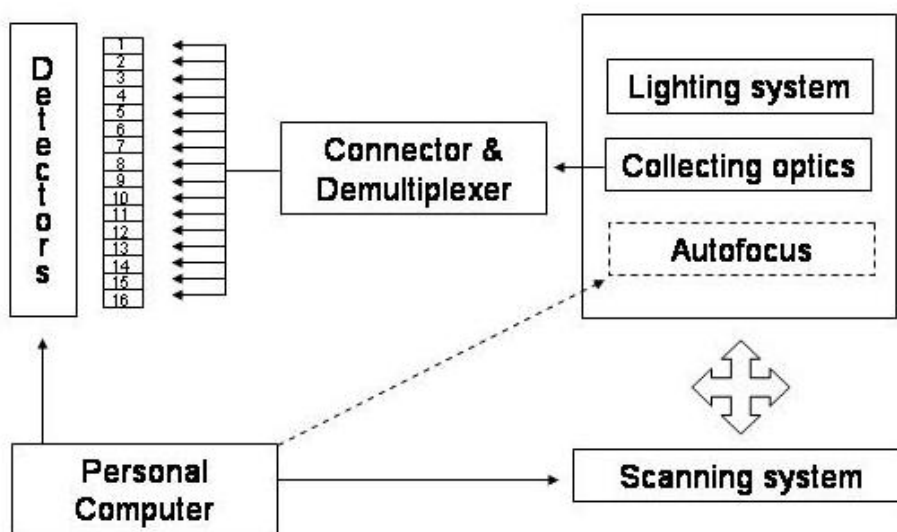 Detectors
1
2
3
4
5
6
7
8
9
10
11
12
13
14
15
16
Connector &
Demultiplexer
Lighting system
Collecting optics
Autofocus
Personal
Computer
Scanning system